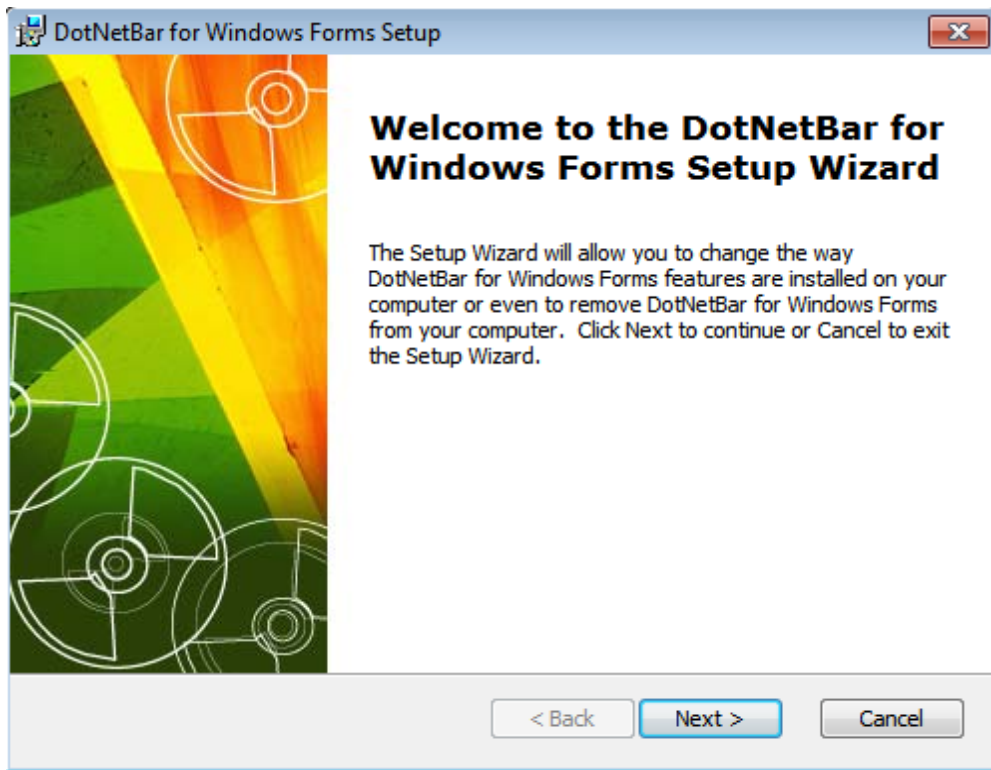 DotNetBar for Windows Forms Setup
Welcome to the DotNetBar for
Windows Forms Setup Wizard
The Setup Wizard will allow you to change the way
DotNetBar for Windows Forms features are installed on your
computer or even to remove DotNetBar for Windows Forms
from your computer.  Click Next to continue or Cancel to exit
the Setup Wizard.
< Back
Next >
Cancel